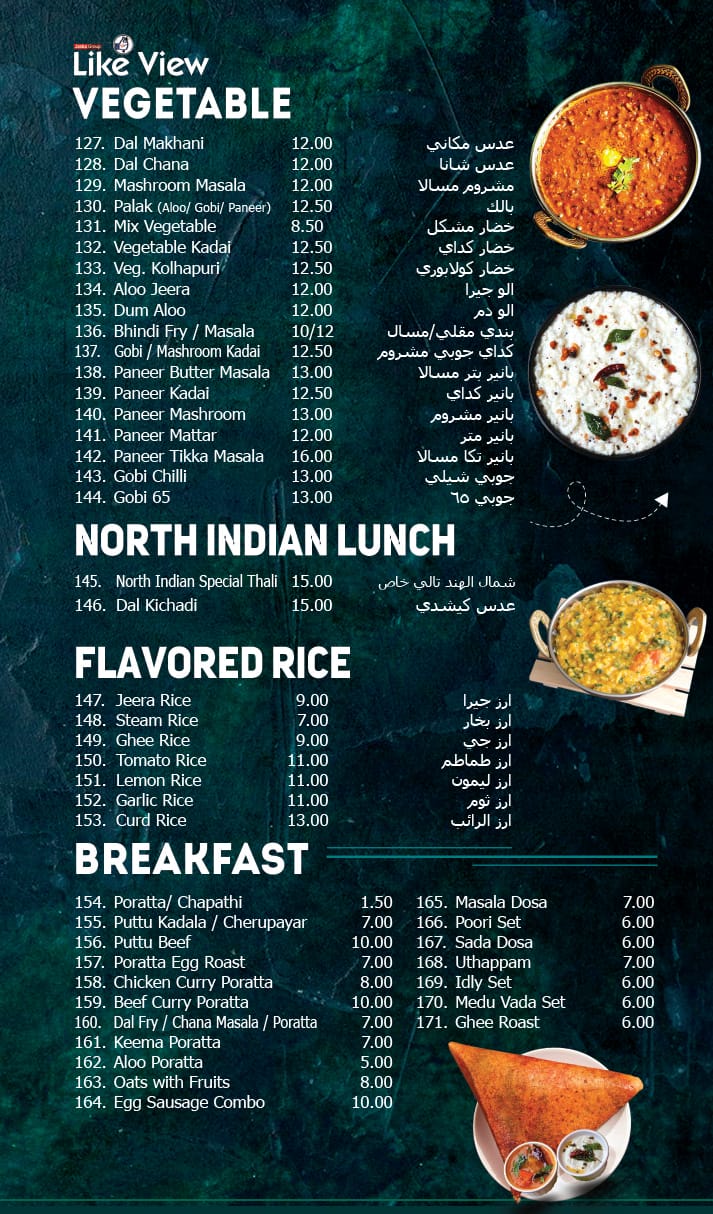 Like View
VEGETABLE
127. Dal Makhani 12.00 عدس مكاني
128. Dal Chana 12.00 عدس شانا
129. Mashroom Masala 12.00 مشروم مسالا
130. Palak (Aloo/ Gobi/ Paneer) 12.50 بالك
131. Mix Vegetable 8.50 خضار مشكل
132. Vegetable Kadai 12.50 خضار كداي
133. Veg. Kolhapuri 12.50 خضار كولابوري
134. Aloo Jeera 12.00 الو جيرا
135. Dum Aloo 12.00 الو دم
136. Bhindi Fry / Masala 10/12 بندي مقلي/مسال
137. Gobi / Mashroom Kadai 12.50 كداي جوبي مشروم
138. Paneer Butter Masala 13.00 بانير بتر مسالا
139. Paneer Kadai 12.50 بانير كداي
140. Paneer Mashroom 13.00 بانير مشروم
141. Paneer Mattar 12.00 بانير متر
142. Paneer Tikka Masala 16.00 بانير تكا مسالا
143. Gobi Chilli 13.00 جوبي شيلي
144. Gobi 65 13.00 جوبي ٦٥
NORTH INDIAN LUNCH
145. North Indian Special Thali 15.00 شمال الهند تالي خاص
146. Dal Kichadi 15.00 عدس كيشدي
FLAVORED RICE
147. Jeera Rice 9.00 ارز جيرا
148. Steam Rice 7.00 ارز بخار
149. Ghee Rice 9.00 ارز جي
150. Tomato Rice 11.00 ارز طماطم
151. Lemon Rice 11.00 ارز ليمون
152. Garlic Rice 11.00 ارز ثوم
153. Curd Rice 13.00 ارز الرائب
BREAKFAST
154. Poratta/ Chapathi 1.50
155. Puttu Kadala / Cherupayar 7.00
156. Puttu Beef 10.00
157. Poratta Egg Roast 7.00
158. Chicken Curry Poratta 8.00
159. Beef Curry Poratta 10.00
160. Dal Fry / Chana Masala / Poratta 7.00
161. Keema Poratta 7.00
162. Aloo Poratta 5.00
163. Oats with Fruits 8.00
164. Egg Sausage Combo 10.00
165. Masala Dosa 7.00
166. Poori Set 6.00
167. Sada Dosa 6.00
168. Uthappam 7.00
169. Idly Set 6.00
170. Medu Vada Set 6.00
171. Ghee Roast 6.00